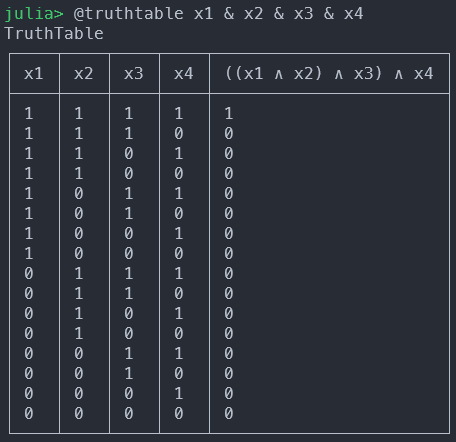 julia> @truthtable x1 & x2 & x3 & x4
TruthTable
x1 x2 x3 x4 ((x1 ∧ x2) ∧ x3) ∧ x4
1 1 1 1 1
1 1 1 0 0
1 1 0 1 0
1 1 0 0 0
1 0 1 1 0
1 0 1 0 0
1 0 0 1 0
1 0 0 0 0
0 1 1 1 0
0 1 1 0 0
0 1 0 1 0
0 1 0 0 0
0 0 1 1 0
0 0 1 0 0
0 0 0 1 0
0 0 0 0 0